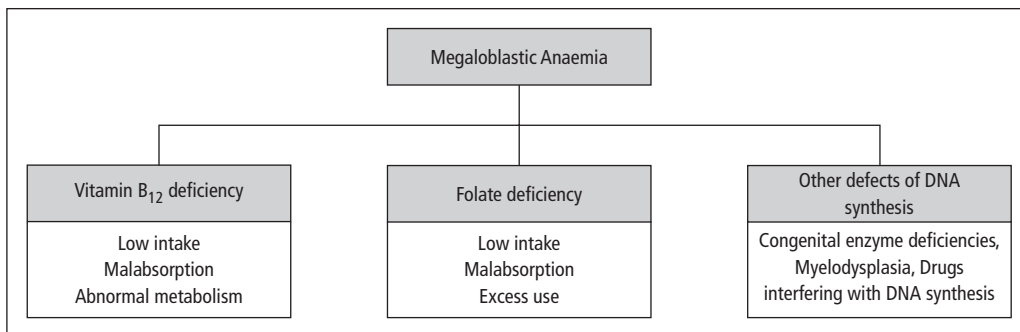 Megaloblastic Anaemia
Vitamin B12 deficiency
Low intake
Malabsorption
Abnormal metabolism
Folate deficiency
Low intake
Malabsorption
Excess use
Other defects of DNA
synthesis
Congenital enzyme deficiencies,
Myelodysplasia, Drugs
interfering with DNA synthesis